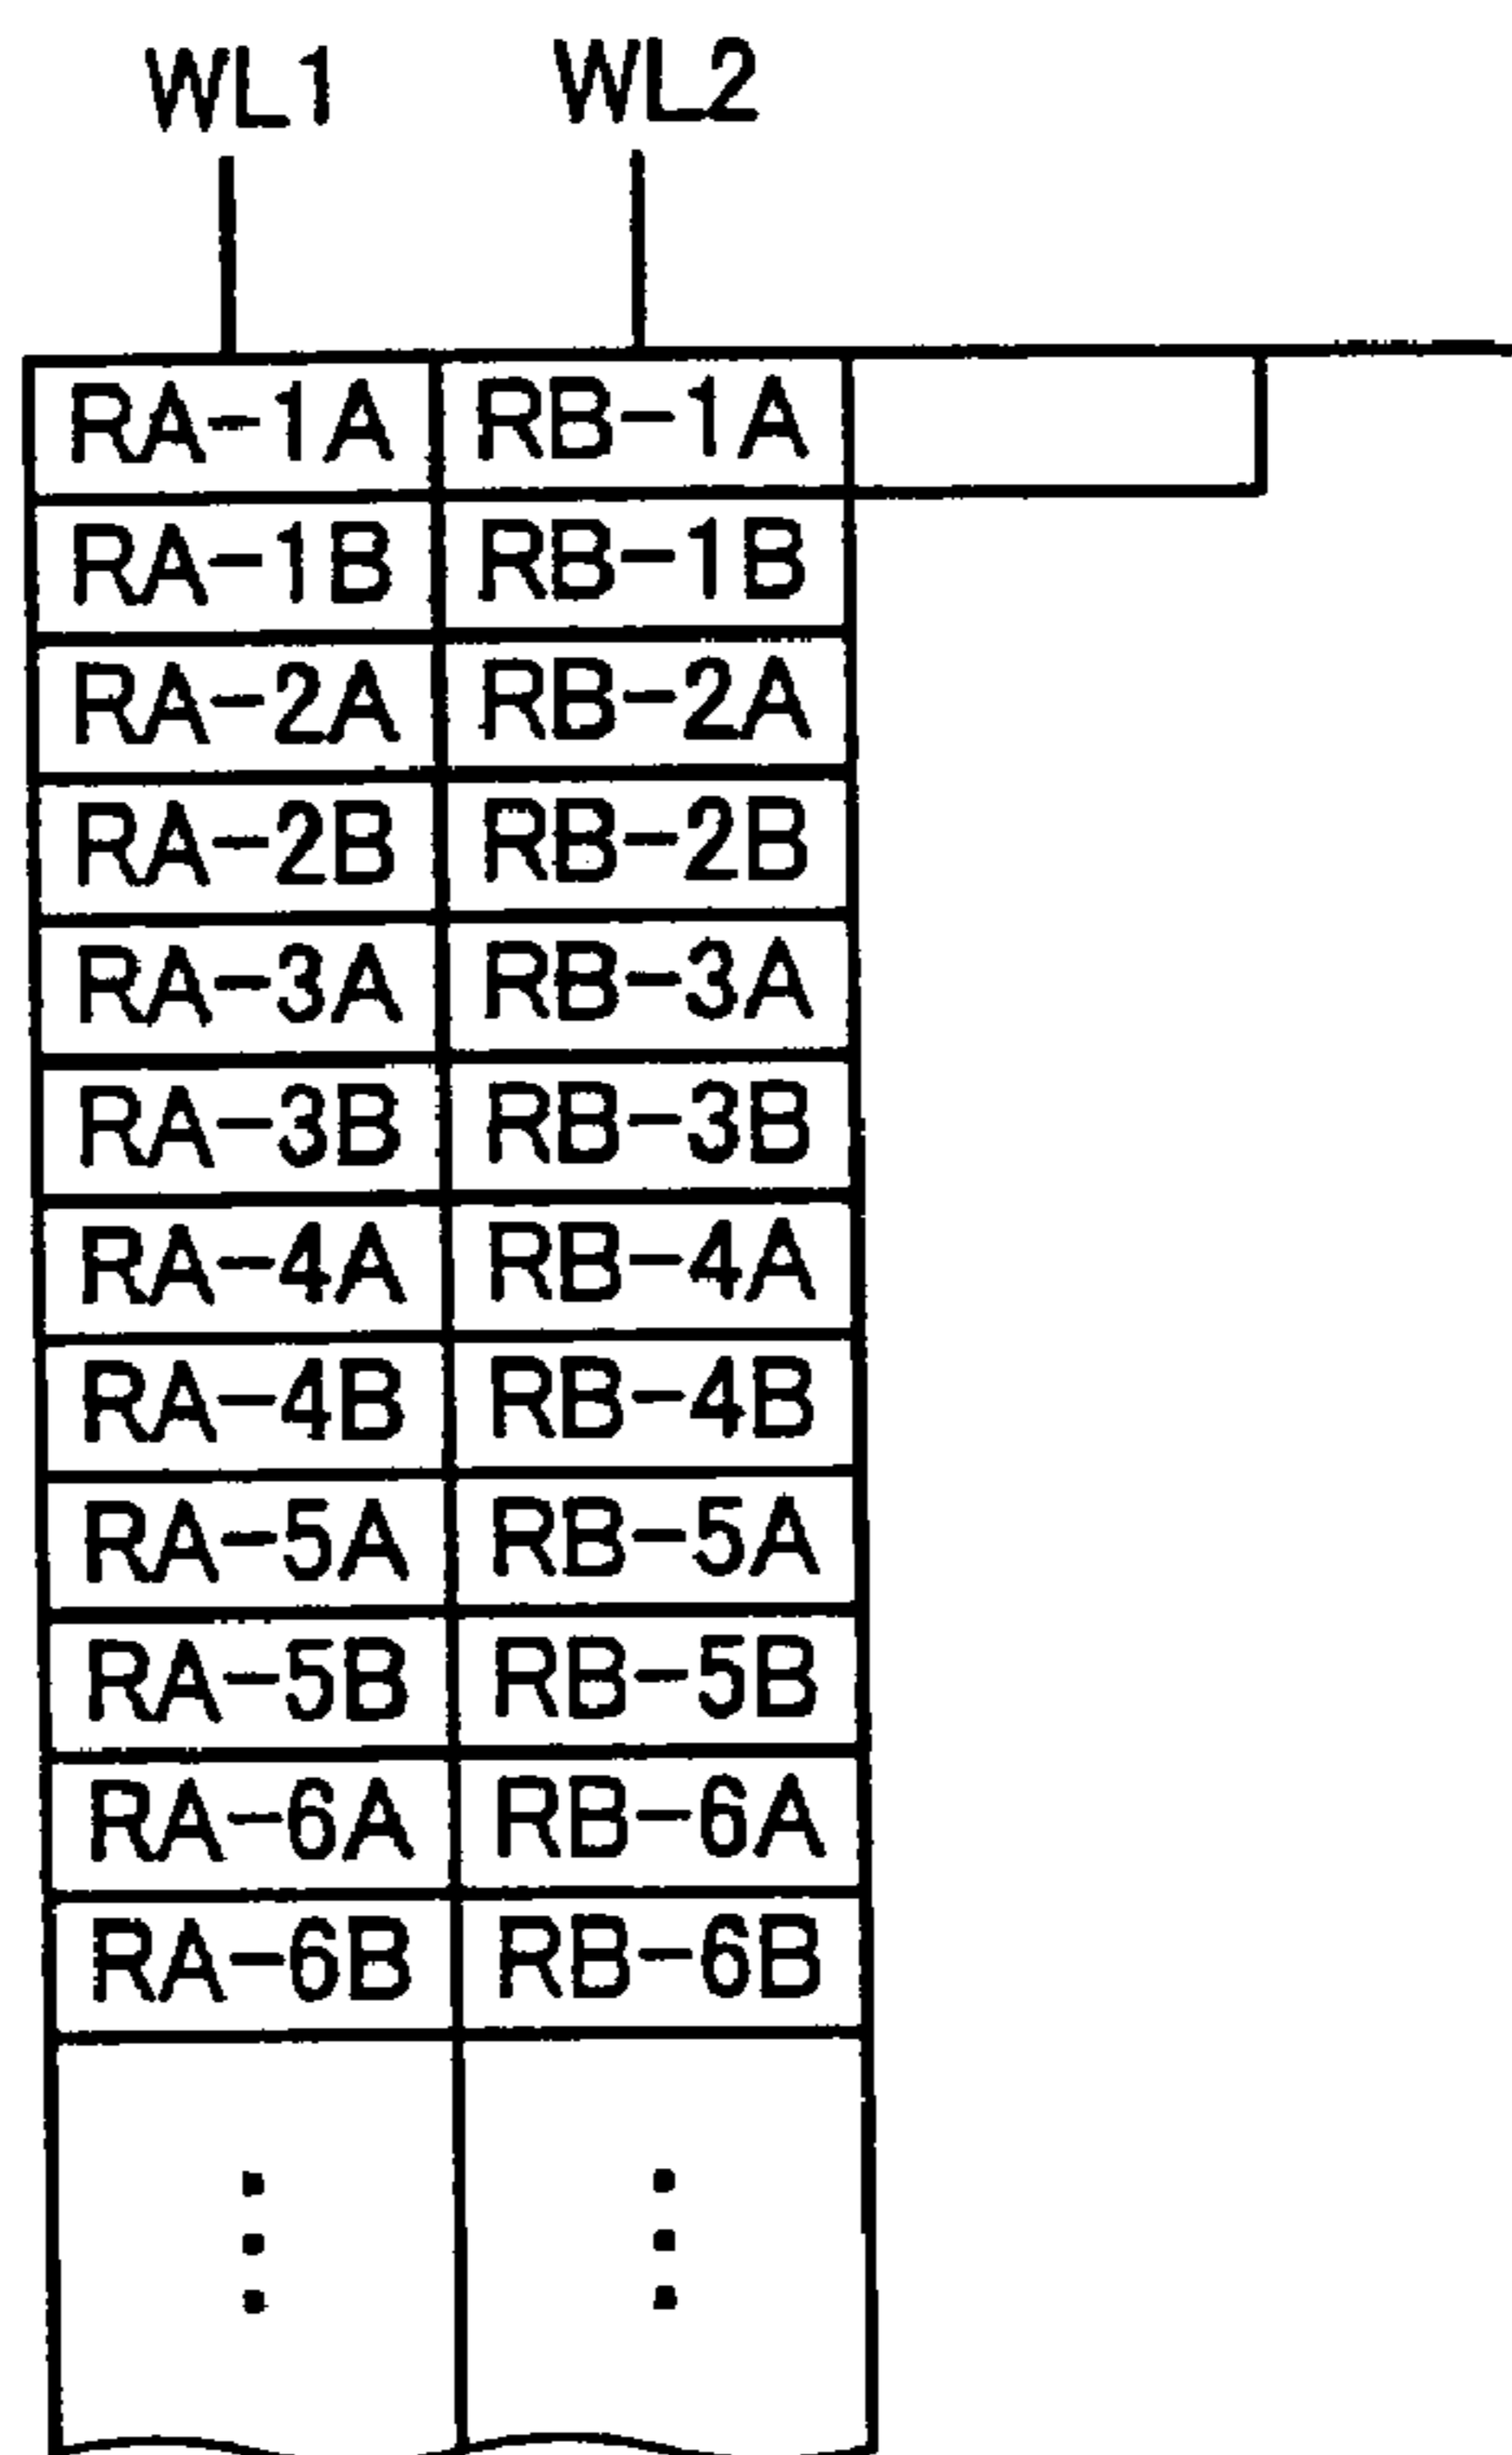 WL1 WL2
RA-1A RB-1A
RA-1B RB-1B
RA-2A RB-2A
RA-2B RB-2B
RA-3A RB-3A
RA-3B RB-3B
RA-4A RB-4A
RA-4B RB-4B
RA-5A RB-5A
RA-5B RB-5B
RA-6A RB-6A
RA-6B RB-6B